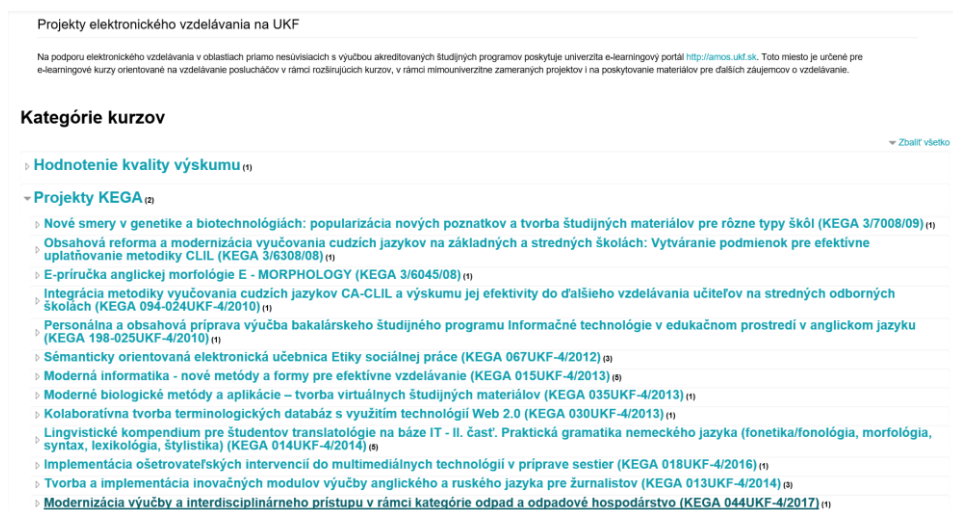 Projekty elektronického vzdelávania na UKF
Na podporu elektronického vzdelávania v oblastiach priamo nesúvisiacich s výučbou akreditovaných študijných programov poskytuje univerzita e-learningový portál http://amos.ukf.sk. Toto miesto je určené pre
e-learningové kurzy orientované na vzdelávanie poslucháčov v rámci rozširujúcich kurzov, v rámci mimouniverzitne zameraných projektov i na poskytovanie materiálov pre ďalších záujemcov o vzdelávanie.
Kategórie kurzov
Zbaliť všetko
Hodnotenie kvality výskumu (1)
Projekty KEGA (2)
Nové smery v genetike a biotechnológiách: popularizácia nových poznatkov a tvorba študijných materiálov pre rôzne typy škôl (KEGA 3/7008/09) (1)
Obsahová reforma a modernizácia vyučovania cudzích jazykov na základných a stredných školách: Vytváranie podmienok pre efektívne
uplatňovanie metodiky CLIL (KEGA 3/6308/08) (1)
E-príručka anglickej morfológie E - MORPHOLOGY (KEGA 3/6045/08) (1)
Integrácia metodiky vyučovania cudzích jazykov CA-CLIL a výskumu jej efektivity do ďalšieho vzdelávania učiteľov na stredných odborných
školách (KEGA 094-024UKF-4/2010) (1)
Personálna a obsahová príprava výučba bakalárskeho študijného programu Informačné technológie v edukačnom prostredí v anglickom jazyku
(KEGA 198-025UKF-4/2010) (1)
Sémanticky orientovaná elektronická učebnica Etiky sociálnej práce (KEGA 067UKF-4/2012) (3)
Moderná informatika - nové metódy a formy pre efektívne vzdelávanie (KEGA 015UKF-4/2013) (5)
Moderné biologické metódy a aplikácie – tvorba virtuálnych študijných materiálov (KEGA 035UKF-4/2013) (1)
Kolaboratívna tvorba terminologických databáz s využitím technológií Web 2.0 (KEGA 030UKF-4/2013) (1)
Lingvistické kompendium pre študentov translatológie na báze IT - II. časť. Praktická gramatika nemeckého jazyka (fonetika/fonológia, morfológia,
syntax, lexikológia, štylistika) (KEGA 014UKF-4/2014) (6)
Implementácia ošetrovateľských intervencií do multimediálnych technológií v príprave sestier (KEGA 018UKF-4/2016) (1)
Tvorba a implementácia inovačných modulov výučby anglického a ruského jazyka pre žurnalistov (KEGA 013UKF-4/2014) (3)
Modernizácia výučby a interdisciplinárneho prístupu v rámci kategórie odpad a odpadové hospodárstvo (KEGA 044UKF-4/2017) (1)